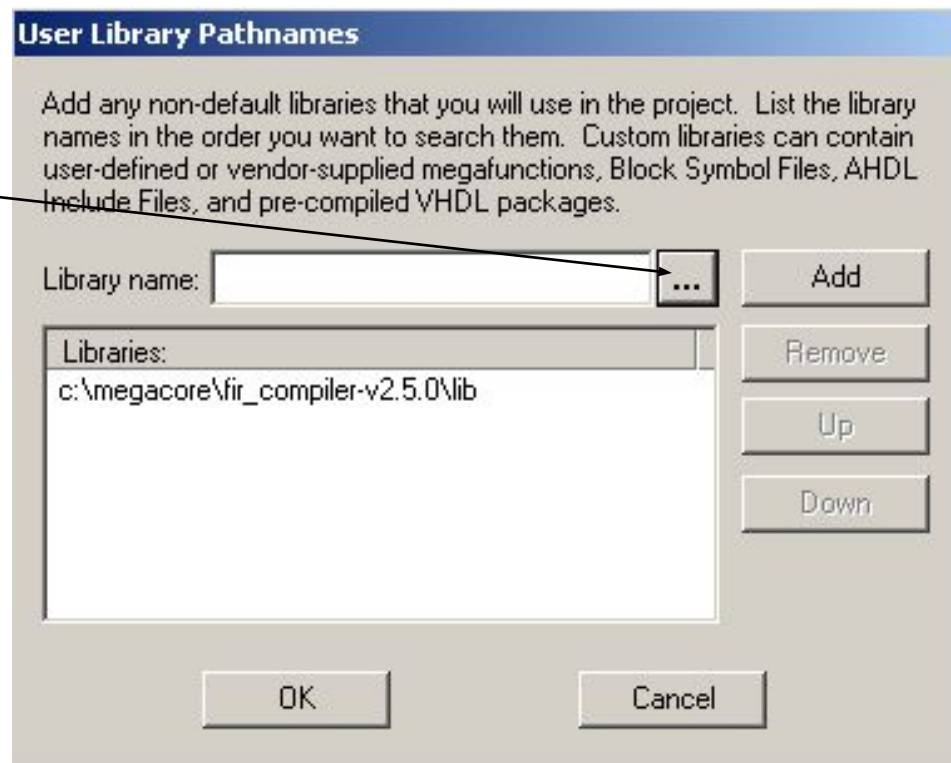 User Library Pathnames
Add any non-default libraries that you will use in the project. List the library
names in the order you want to search them. Custom libraries can contain
user-defined or vendor-supplied megafunctions, Block Symbol Files, AHDL
Include Files, and pre-compiled VHDL packages.
Library name: ... Add
Libraries: Remove
c:\megacore\fir_compiler-v2.5.0\lib
Up
Down
OK Cancel